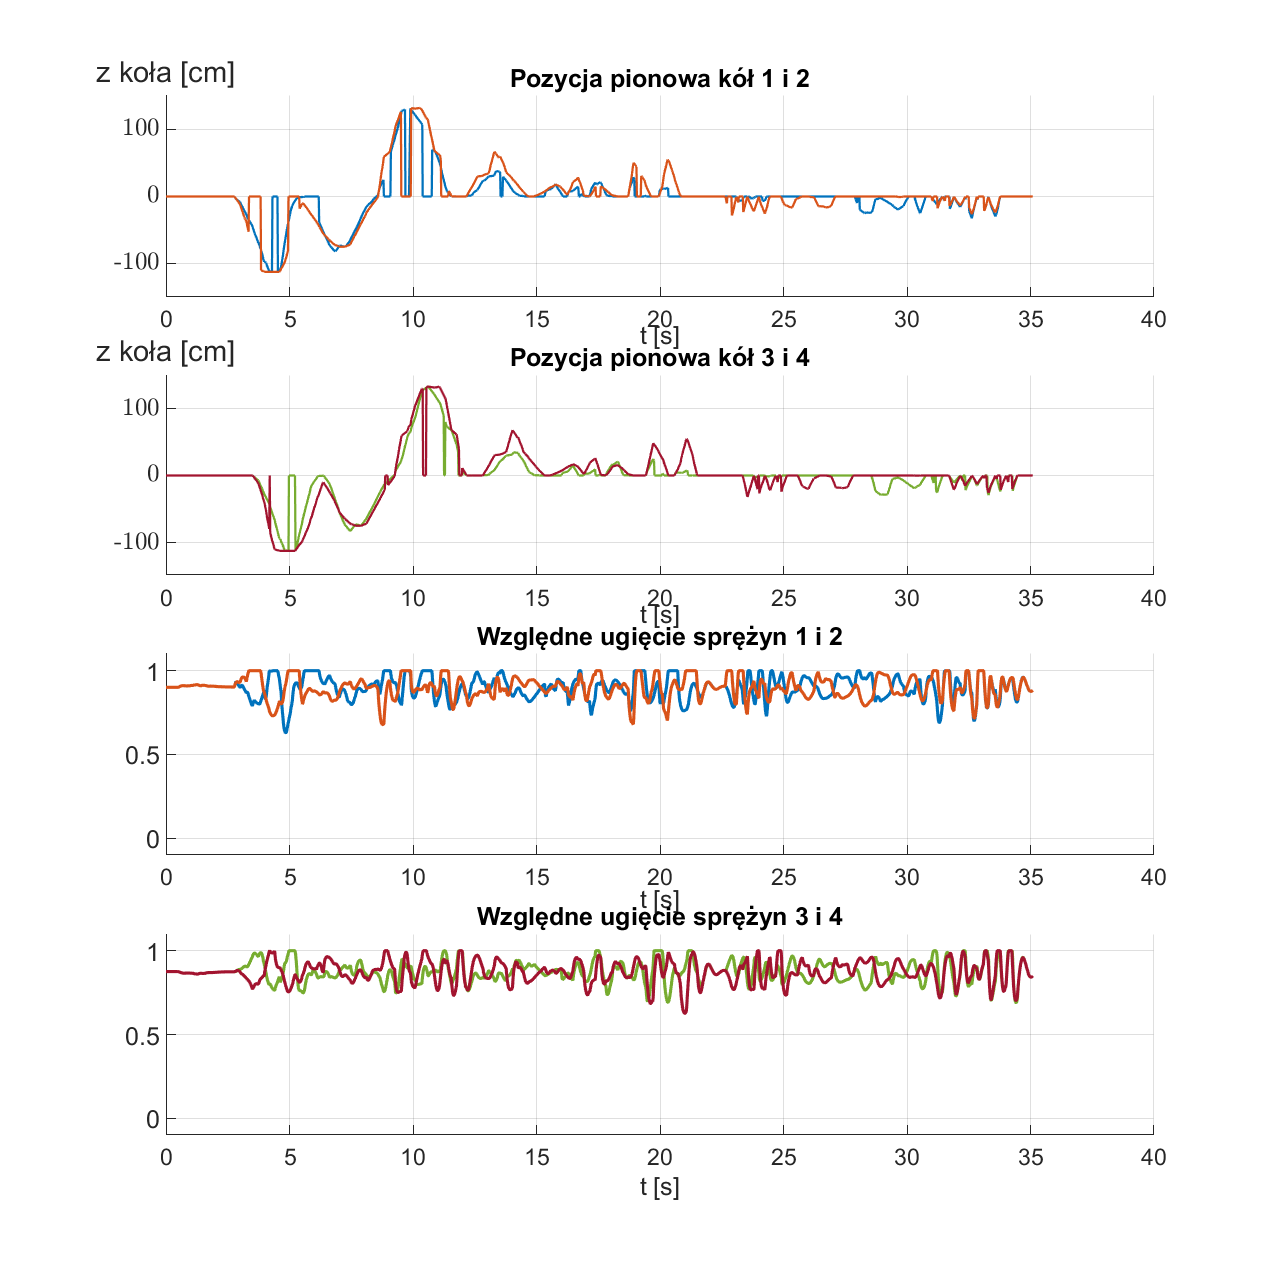 z koła [cm]
Pozycja pionowa kół 1 i 2
100
0
-100
0 5 10 15 20 25 30 35 40
t [s]
z koła [cm]
Pozycja pionowa kół 3 i 4
100
0
-100
0 5 10 15 20 25 30 35 40
t [s]
Względne ugięcie sprężyn 1 i 2
1
0.5
0
0 5 10 15 20 25 30 35 40
t [s]
Względne ugięcie sprężyn 3 i 4
1
0.5
0
0 5 10 15 20 25 30 35 40
t [s]